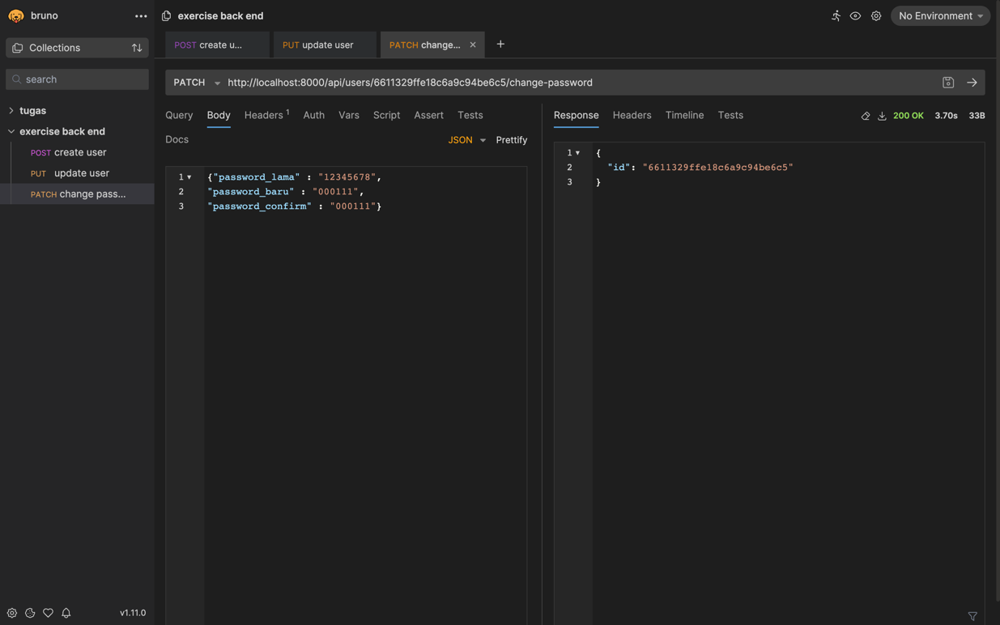 bruno
exercise back end
No Environment
Collections
POST create u...
PUT update user
PATCH change...
search
PATCH http://localhost:8000/api/users/6611329ffe18c6a9c94be6c5/change-password
tugas
exercise back end
POST create user
PUT update user
PATCH change pass...
Query Body Headers 1 Auth Vars Script Assert Tests
Docs
JSON Prettify
1 {"password_lama" : "12345678",
2 "password_baru" : "000111",
3 "password_confirm" : "000111"}
Response Headers Timeline Tests
200 OK 3.70s 33B
1 {
2 "id": "6611329ffe18c6a9c94be6c5"
3 }
v1.11.0